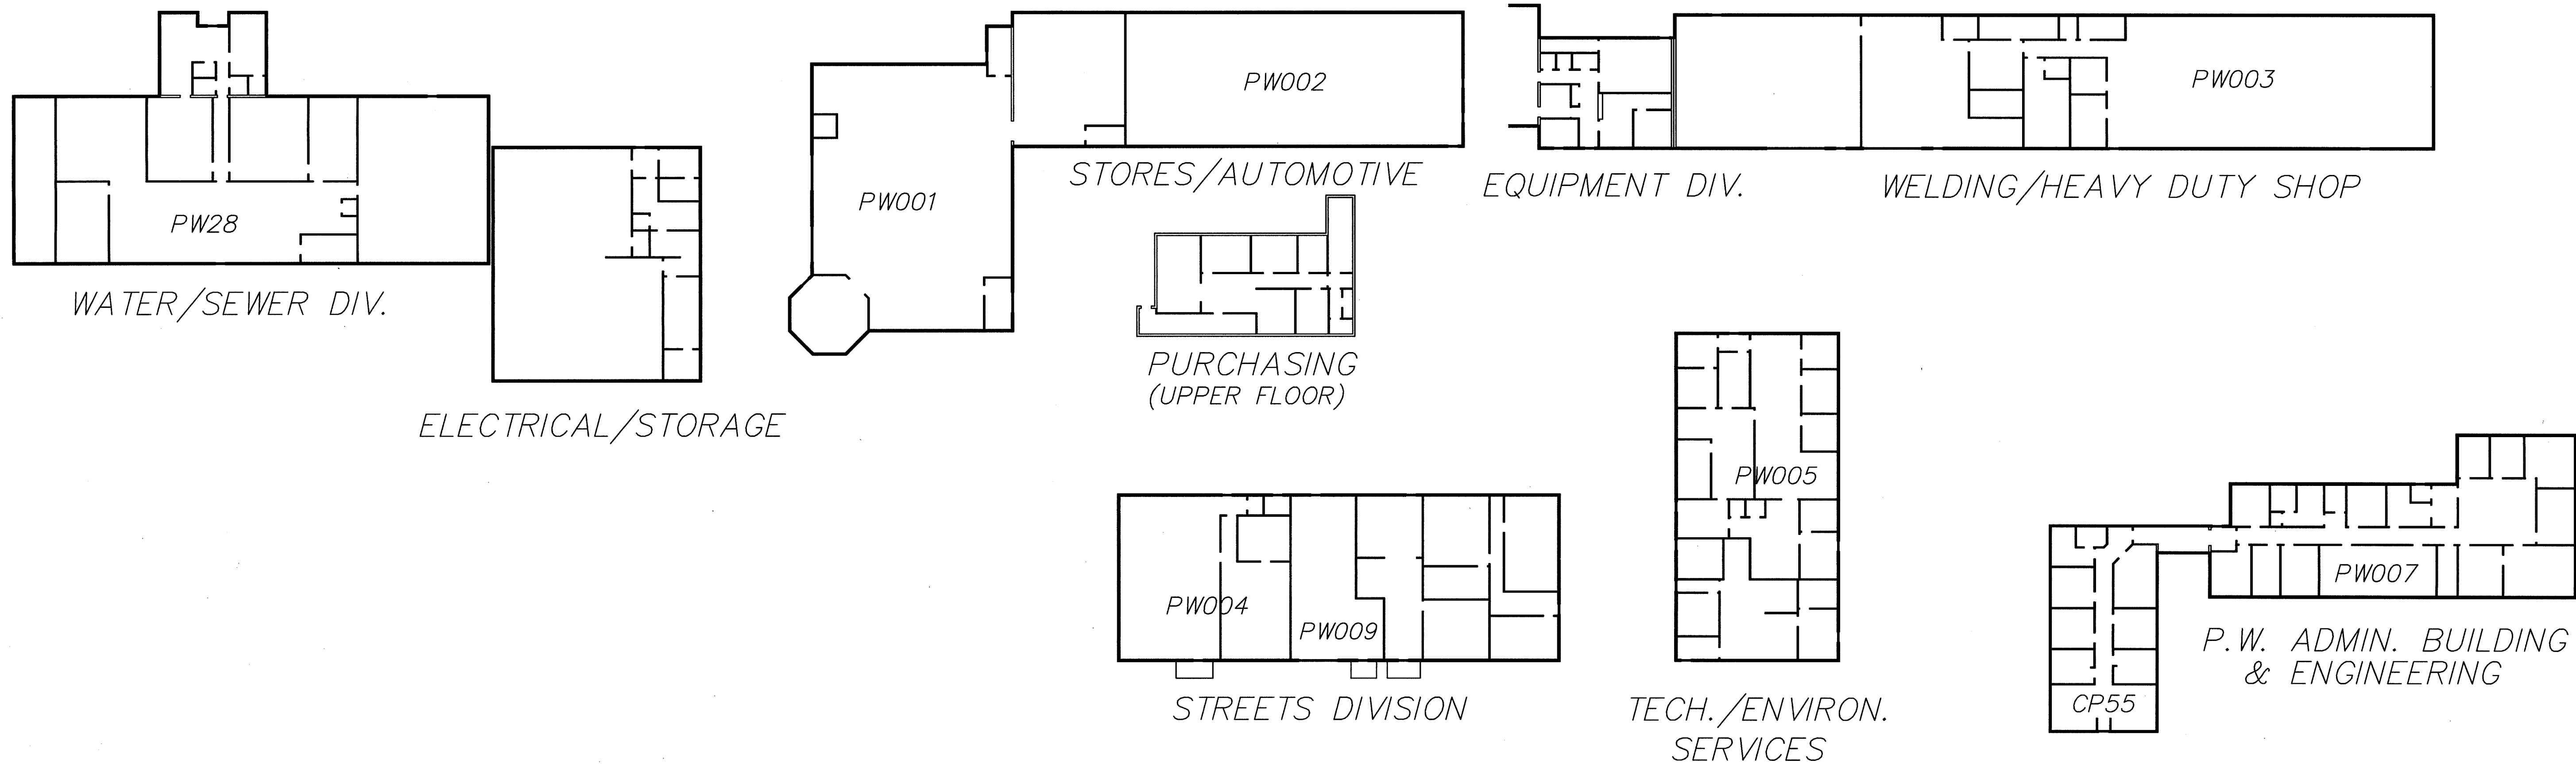 PW28
WATER/SEWER DIV.
ELECTRICAL/STORAGE
PW001
PW002
STORES/AUTOMOTIVE
PURCHASING
(UPPER FLOOR)
EQUIPMENT DIV.
PW003
WELDING/HEAVY DUTY SHOP
PW004
PW009
STREETS DIVISION
PW005
TECH./ENVIRON.
SERVICES
PW007
P.W. ADMIN. BUILDING
& ENGINEERING
CP55